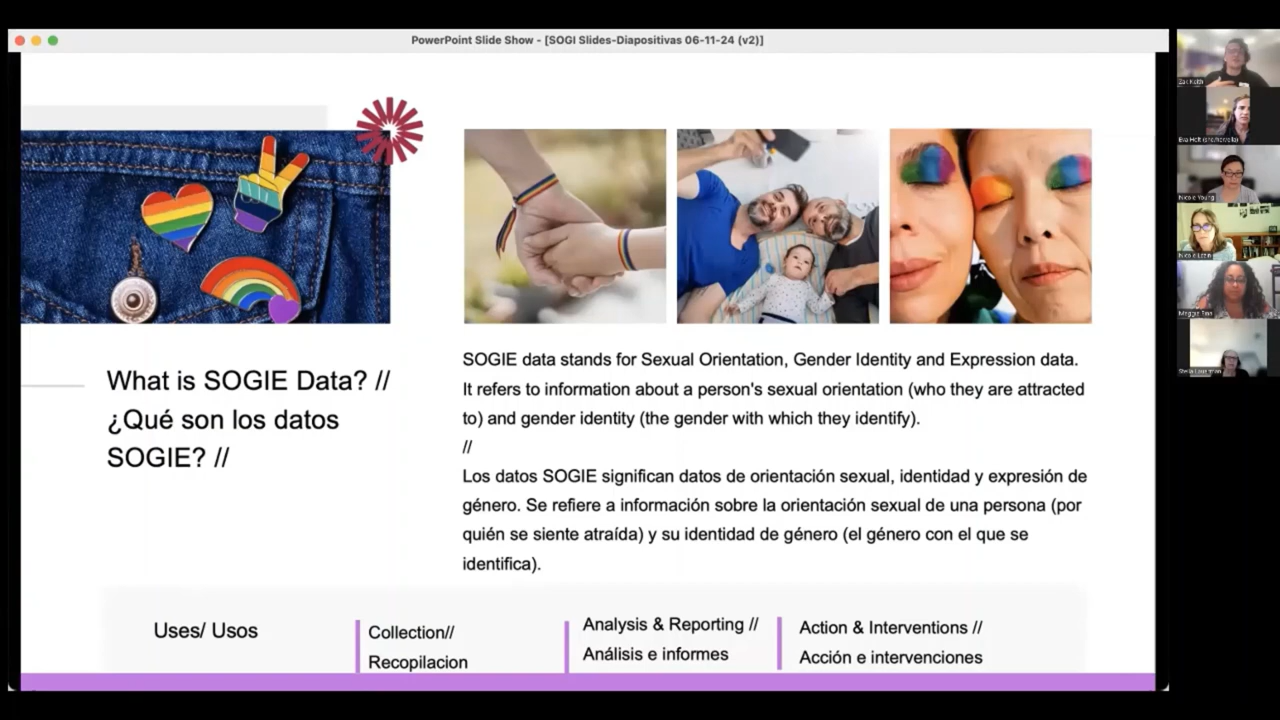 PowerPoint Slide Show - [SOGI Slides-Diapositivas 06-11-24 (v2)]
What is SOGIE Data? //
¿Qué son los datos
SOGIE? //
SOGIE data stands for Sexual Orientation, Gender Identity and Expression data.
It refers to information about a person's sexual orientation (who they are attracted
to) and gender identity (the gender with which they identify).
//
Los datos SOGIE significan datos de orientación sexual, identidad y expresión de
género. Se refiere a información sobre la orientación sexual de una persona (por
quién se siente atraída) y su identidad de género (el género con el que se
identifica).
Uses/ Usos
Collection//
Recopilacion
Analysis & Reporting //
Análisis e informes
Action & Interventions //
Acción e intervenciones
Zak Keith
Nicole Young